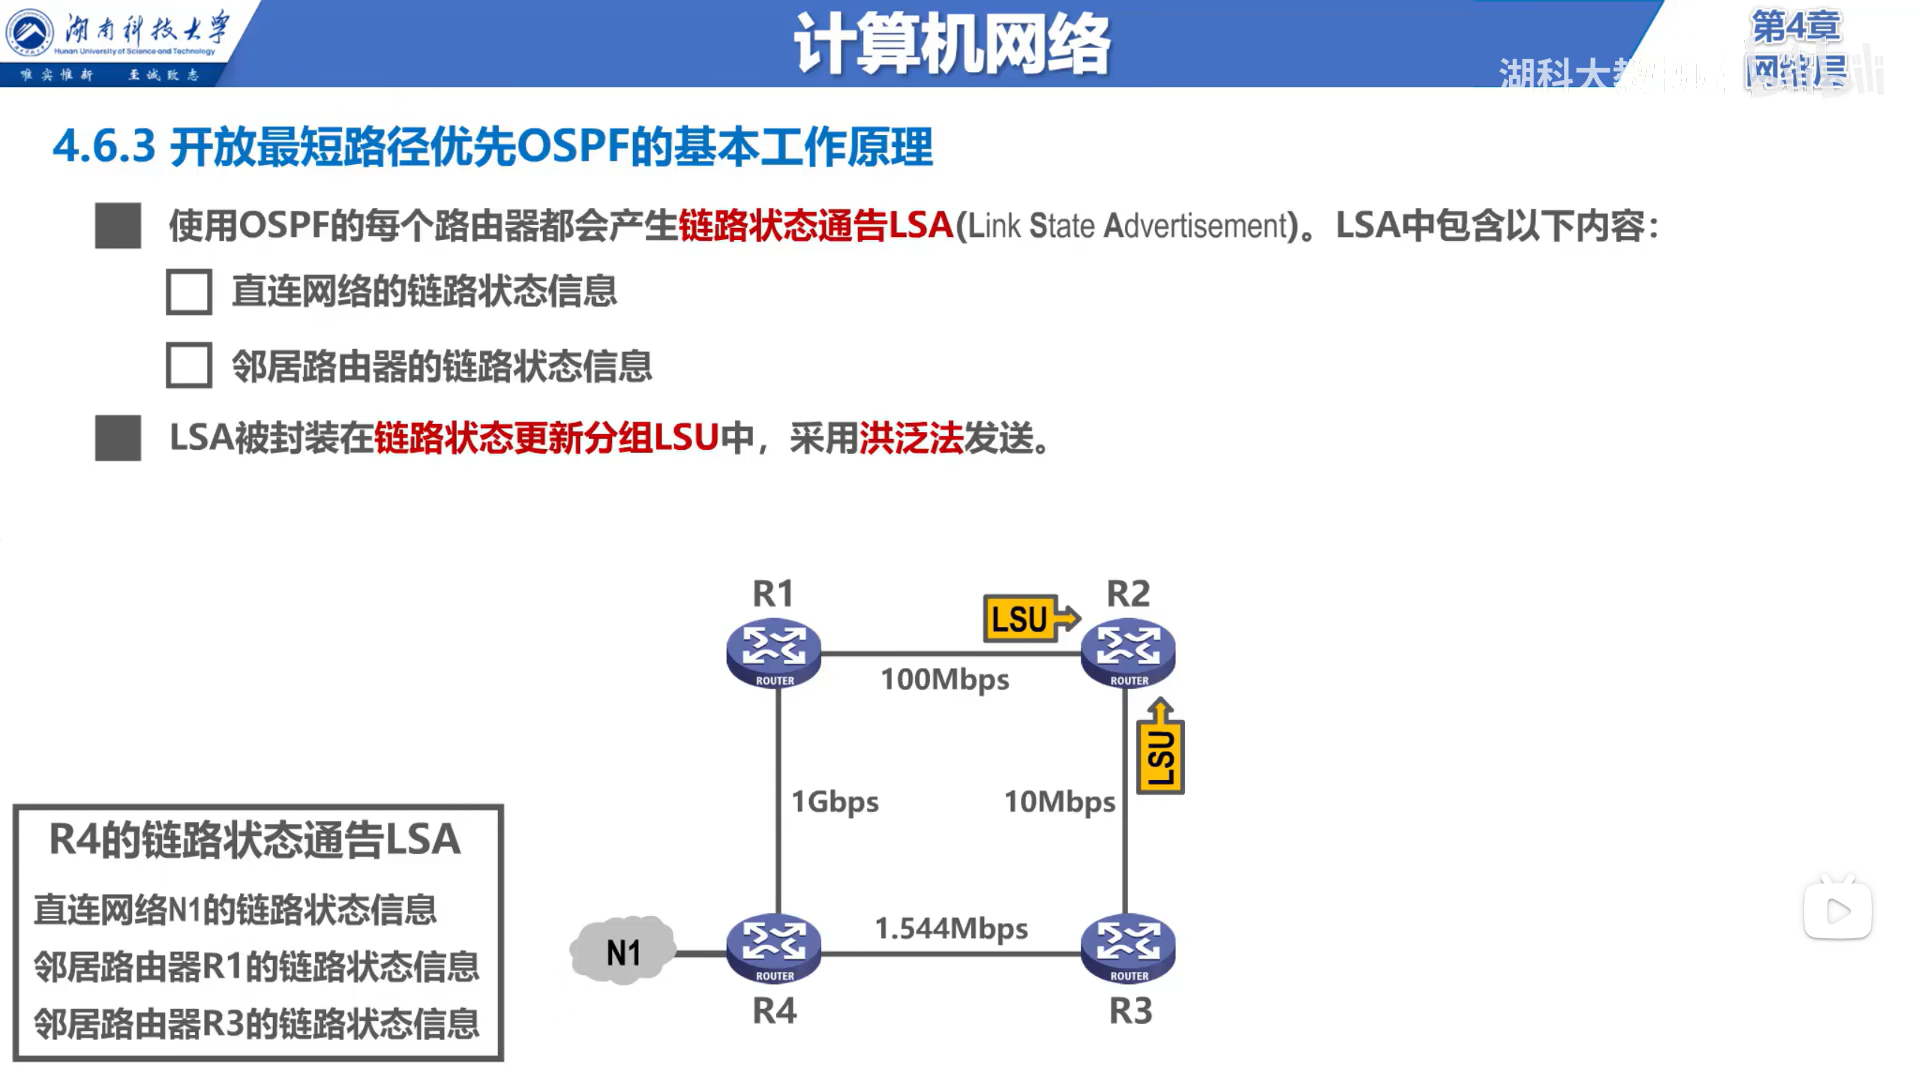 湖南科技大学
Hunan University of Science and Technology
唯实惟新 至诚致志
计算机网络
第4章
网络层
湖科大教
4.6.3 开放最短路径优先OSPF的基本工作原理
使用OSPF的每个路由器都会产生链路状态通告LSA(Link State Advertisement)。LSA中包含以下内容：
直连网络的链路状态信息
邻居路由器的链路状态信息
LSA被封装在链路状态更新分组LSU中，采用洪泛法发送。
R1
LSU
R2
ROUTER
ROUTER
100Mbps
LSU
1Gbps
10Mbps
R4的链路状态通告LSA
直连网络N1的链路状态信息
邻居路由器R1的链路状态信息
邻居路由器R3的链路状态信息
N1
1.544Mbps
ROUTER
ROUTER
R4
R3